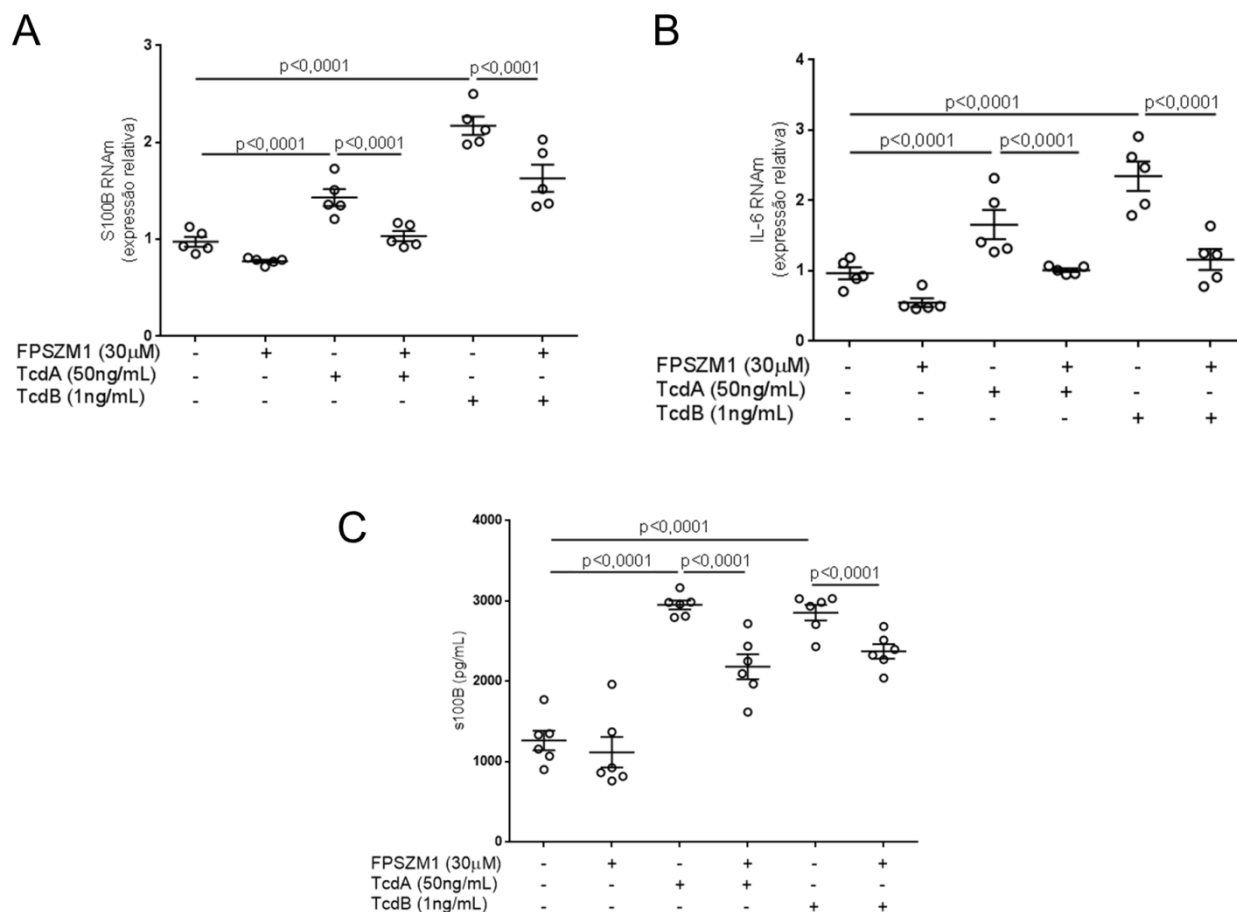 A
S100B RNAm
(expressão relativa)
3
2
1
0
p<0,0001
p<0,0001
p<0,0001
p<0,0001
FPSZM1 (30µM) - + - + - +
TcdA (50ng/mL) - - + + - -
TcdB (1ng/mL) - - - - + +
B
IL-6 RNAm
(expressão relativa)
4
3
2
1
0
p<0,0001
p<0,0001
p<0,0001
p<0,0001
FPSZM1 (30µM) - + - + - +
TcdA (50ng/mL) - - + + - -
TcdB (1ng/mL) - - - - + +
C
s100B (pg/mL)
4000
3000
2000
1000
0
p<0,0001
p<0,0001
p<0,0001
p<0,0001
FPSZM1 (30µM) - + - + - +
TcdA (50ng/mL) - - + + - -
TcdB (1ng/mL) - - - - + +